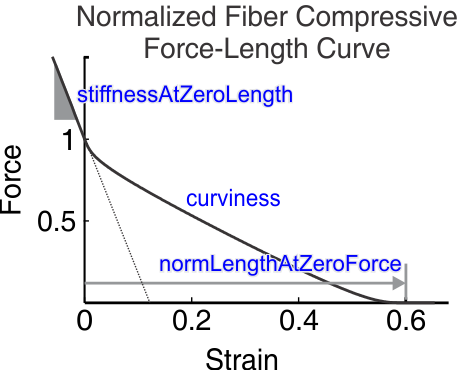 Normalized Fiber Compressive
Force-Length Curve
stiffnessAtZeroLength
1
Force
curviness
0.5
normLengthAtZeroForce
0 0.2 0.4 0.6
Strain